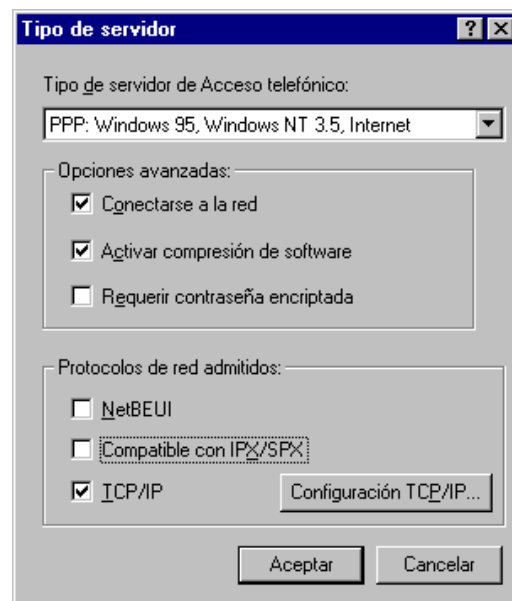 Tipo de servidor
Tipo de servidor de Acceso telefónico:
PPP: Windows 95, Windows NT 3.5, Internet
Opciones avanzadas:
Conectarse a la red
Activar compresión de software
Requerir contraseña encriptada
Protocolos de red admitidos:
NetBEUI
Compatible con IPX/SPX
TCP/IP Configuración TCP/IP...
Aceptar Cancelar